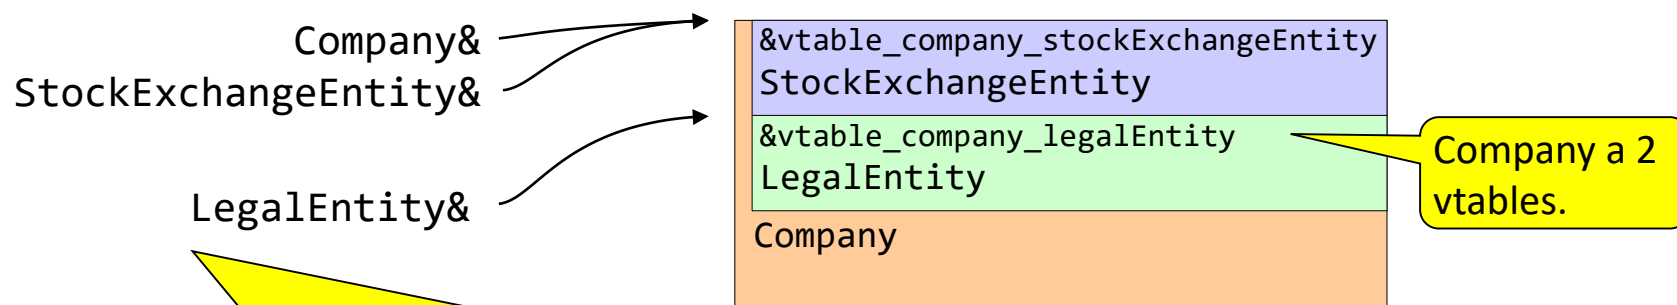 Company&
StockExchangeEntity&
LegalEntity&
&vtable_company_stockExchangeEntity
StockExchangeEntity
&vtable_company_legalEntity
LegalEntity
Company
Company a 2
vtables.